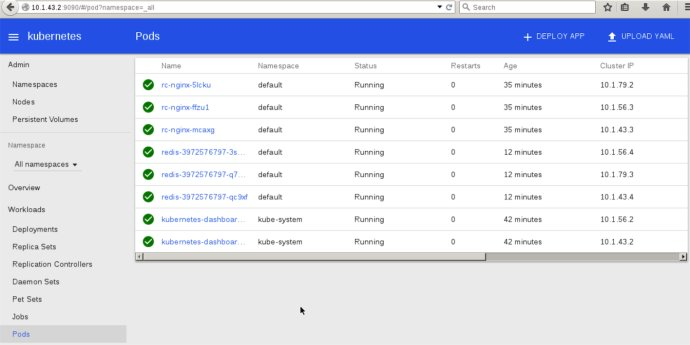 10.1.43.2:9090/#/pod?namespace=_all
Search
kubernetes
Pods
DEPLOY APP
UPLOAD YAML
Admin
Namespaces
Nodes
Persistent Volumes
Namespace
All namespaces
Overview
Workloads
Deployments
Replica Sets
Replication Controllers
Daemon Sets
Pet Sets
Jobs
Pods
Name Namespace Status Restarts Age Cluster IP
rc-nginx-5lcku default Running 0 35 minutes 10.1.79.2
rc-nginx-ffzu1 default Running 0 35 minutes 10.1.56.3
rc-nginx-mcaxg default Running 0 35 minutes 10.1.43.3
redis-3972576797-3s... default Running 0 12 minutes 10.1.56.4
redis-3972576797-q7... default Running 0 12 minutes 10.1.79.3
redis-3972576797-qc9xf default Running 0 12 minutes 10.1.43.4
kubernetes-dashboar... kube-system Running 0 42 minutes 10.1.56.2
kubernetes-dashboar... kube-system Running 0 42 minutes 10.1.43.2